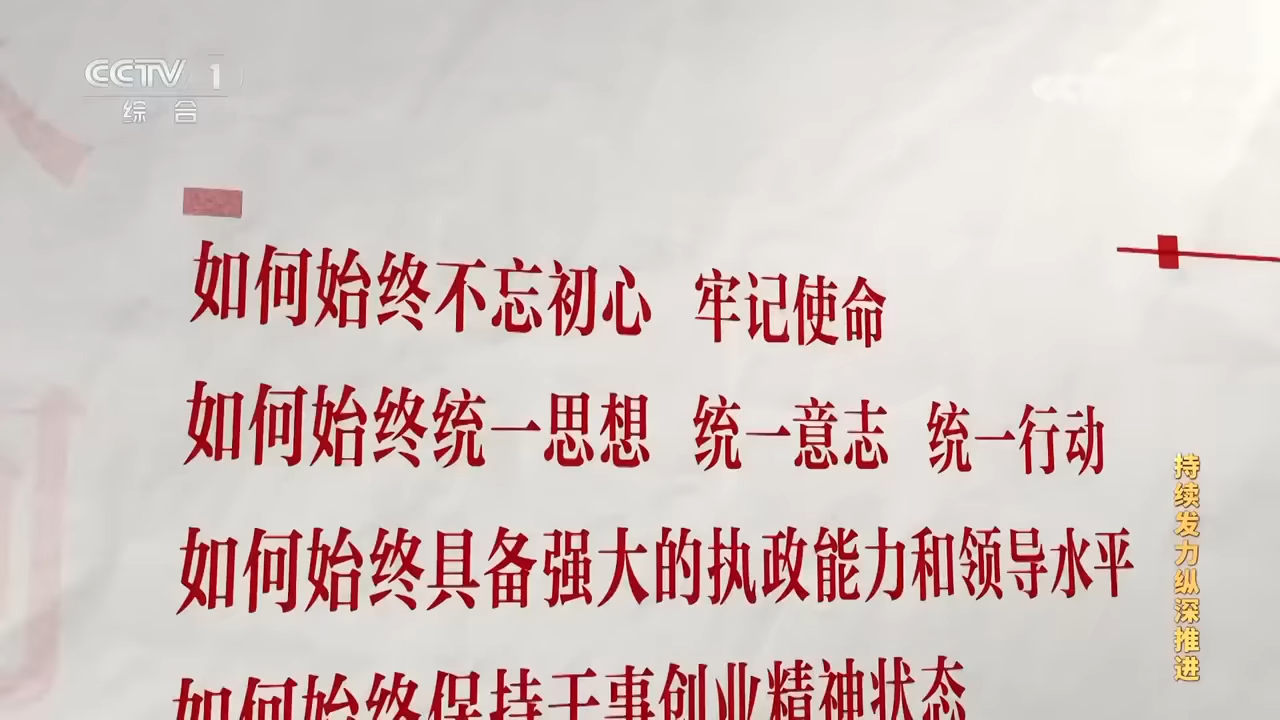 CCTV 1
综合
如何始终不忘初心 牢记使命
如何始终统一思想 统一意志 统一行动
如何始终具备强大的执政能力和领导水平
如何始终保持干事创业精神状态
持续发力纵深推进